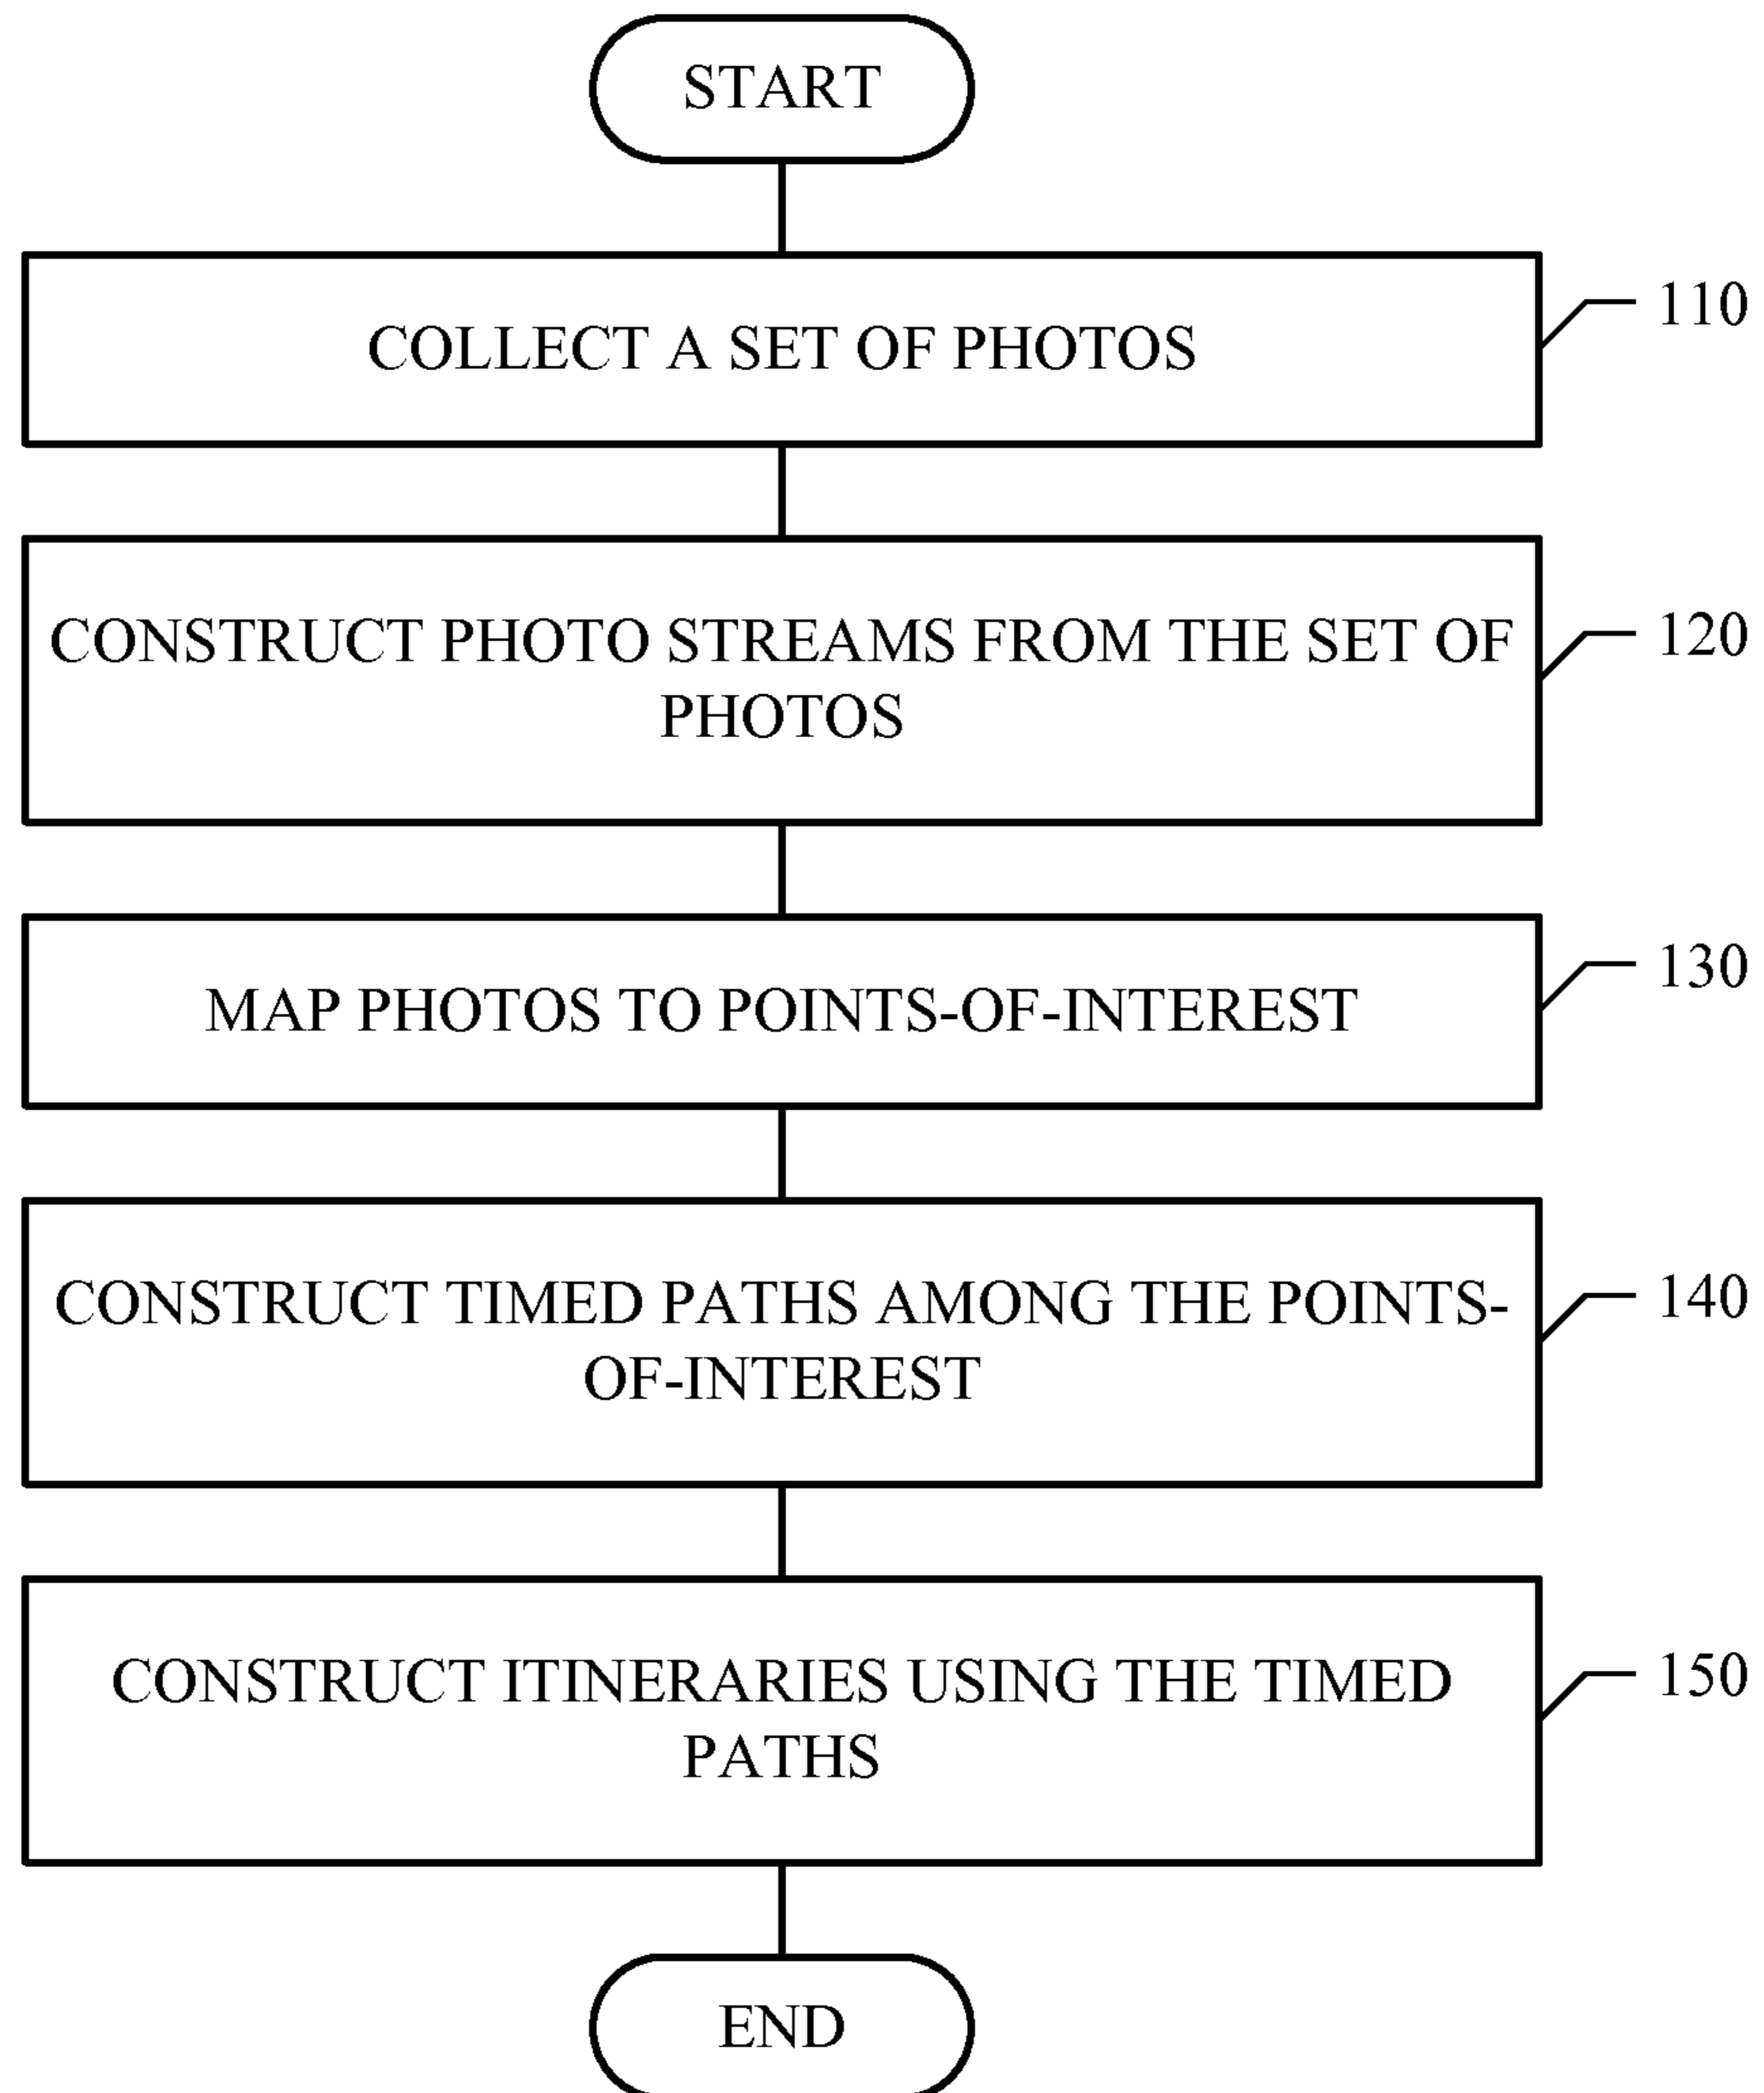 START
COLLECT A SET OF PHOTOS
110
CONSTRUCT PHOTO STREAMS FROM THE SET OF
PHOTOS
120
MAP PHOTOS TO POINTS-OF-INTEREST
130
CONSTRUCT TIMED PATHS AMONG THE POINTS-
OF-INTEREST
140
CONSTRUCT ITINERARIES USING THE TIMED
PATHS
150
END